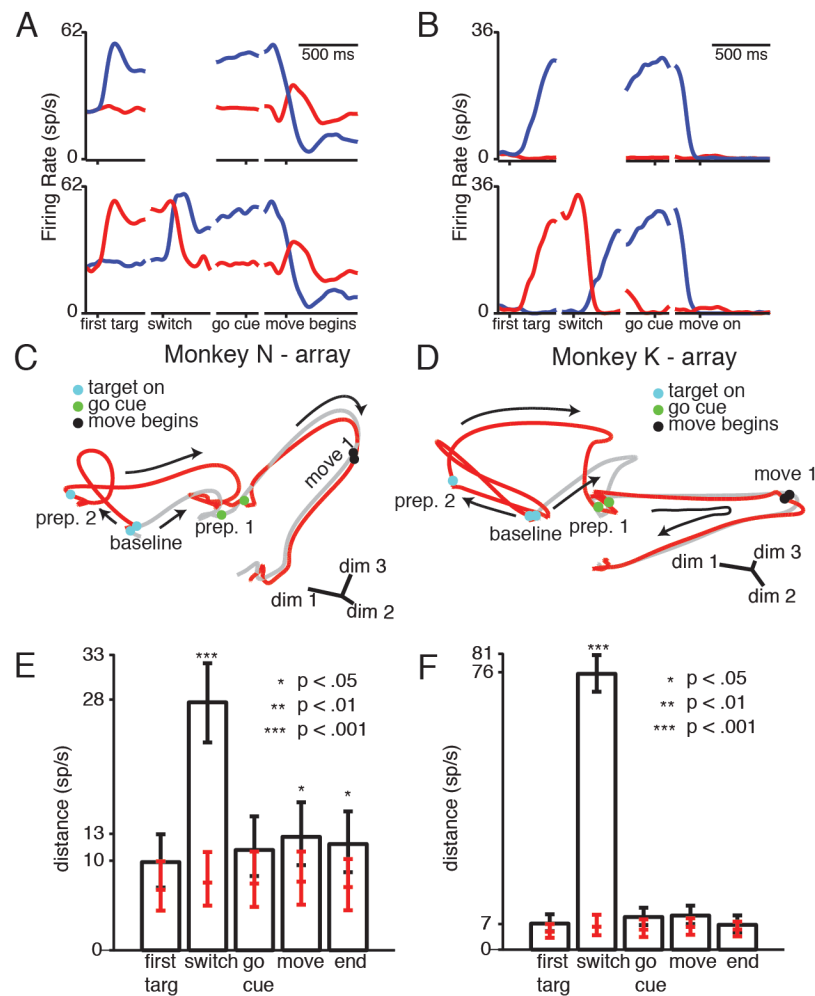 A
62
500 ms
0
62
0
Firing Rate (sp/s)
first targ
switch
go cue
move begins
B
36
500 ms
0
36
0
Firing Rate (sp/s)
first targ
switch
go cue
move on
C
Monkey N - array
target on
go cue
move begins
prep. 2
baseline
prep. 1
move 1
dim 1
dim 3
dim 2
D
Monkey K - array
target on
go cue
move begins
prep. 2
baseline
prep. 1
move 1
dim 1
dim 3
dim 2
E
33
28
13
10
0
distance (sp/s)
***
*
*
* p < .05
** p < .01
*** p < .001
first targ
switch
go cue
move
end
F
81
76
7
0
distance (sp/s)
***
* p < .05
** p < .01
*** p < .001
first targ
switch
go cue
move
end